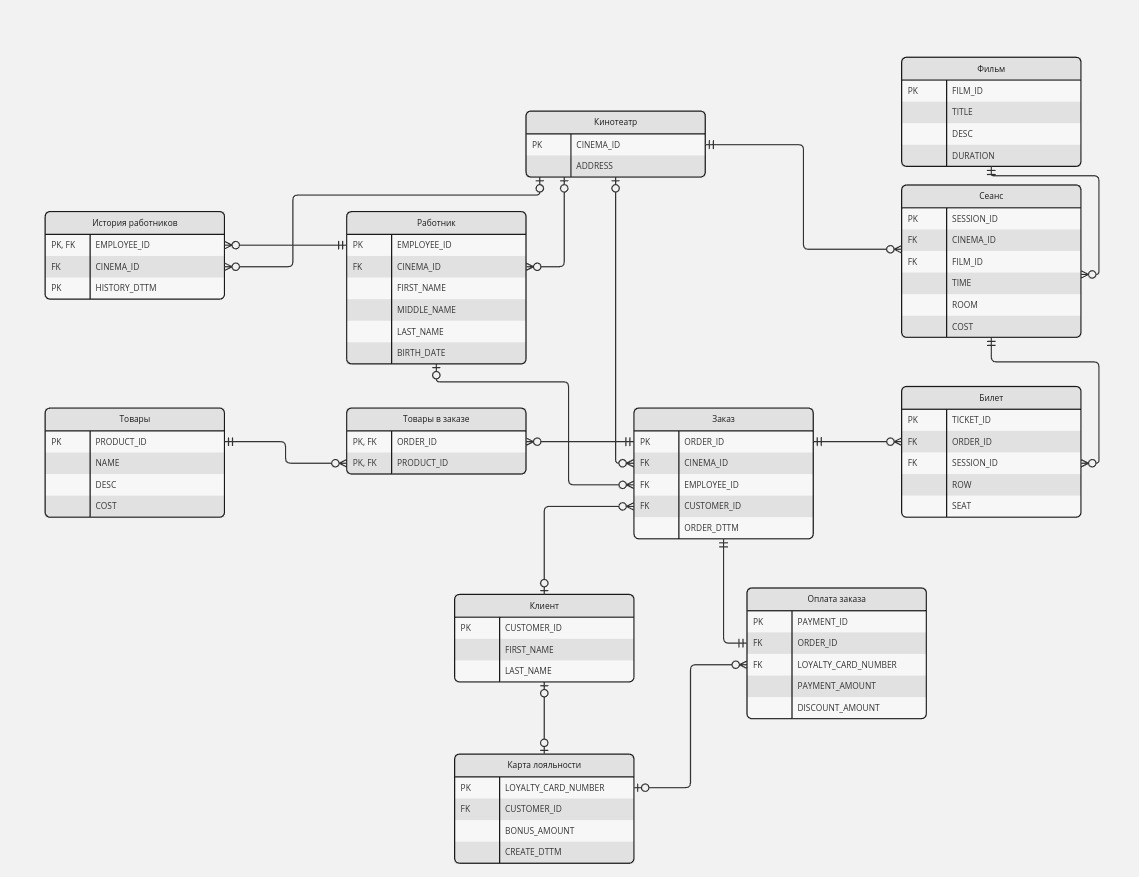 Фильм
PK FILM_ID
TITLE
DESC
DURATION
Кинотеатр
PK CINEMA_ID
ADDRESS
Сеанс
PK SESSION_ID
FK CINEMA_ID
FK FILM_ID
TIME
ROOM
COST
История работников
PK, FK EMPLOYEE_ID
FK CINEMA_ID
PK HISTORY_DTTM
Работник
PK EMPLOYEE_ID
FK CINEMA_ID
FIRST_NAME
MIDDLE_NAME
LAST_NAME
BIRTH_DATE
Товары
PK PRODUCT_ID
NAME
DESC
COST
Товары в заказе
PK, FK ORDER_ID
PK, FK PRODUCT_ID
Заказ
PK ORDER_ID
FK CINEMA_ID
FK EMPLOYEE_ID
FK CUSTOMER_ID
ORDER_DTTM
Билет
PK TICKET_ID
FK ORDER_ID
FK SESSION_ID
ROW
SEAT
Клиент
PK CUSTOMER_ID
FIRST_NAME
LAST_NAME
Оплата заказа
PK PAYMENT_ID
FK ORDER_ID
FK LOYALTY_CARD_NUMBER
PAYMENT_AMOUNT
DISCOUNT_AMOUNT
Карта лояльности
PK LOYALTY_CARD_NUMBER
FK CUSTOMER_ID
BONUS_AMOUNT
CREATE_DTTM